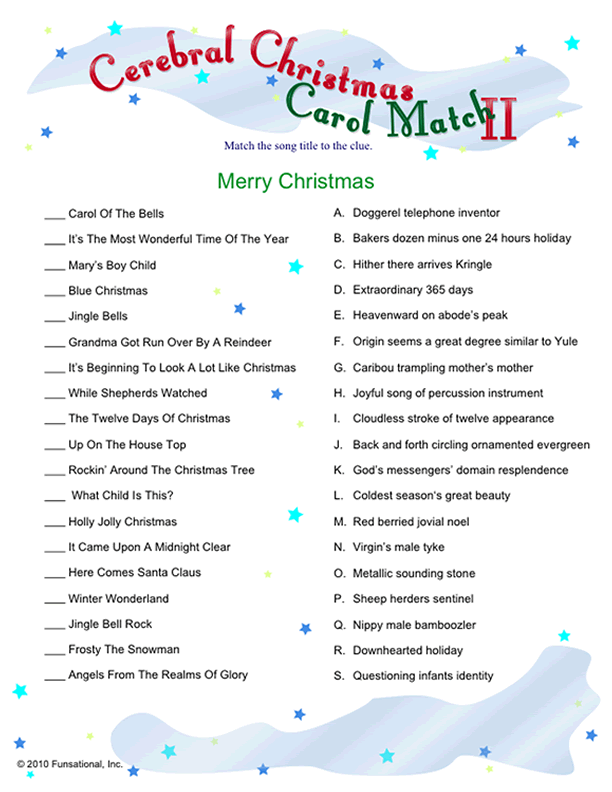 Cerebral Christmas
Carol Match II
Match the song title to the clue.
Merry Christmas
___ Carol Of The Bells
___ It's The Most Wonderful Time Of The Year
___ Mary's Boy Child
___ Blue Christmas
___ Jingle Bells
___ Grandma Got Run Over By A Reindeer
___ It's Beginning To Look A Lot Like Christmas
___ While Shepherds Watched
___ The Twelve Days Of Christmas
___ Up On The House Top
___ Rockin' Around The Christmas Tree
___ What Child Is This?
___ Holly Jolly Christmas
___ It Came Upon A Midnight Clear
___ Here Comes Santa Claus
___ Winter Wonderland
___ Jingle Bell Rock
___ Frosty The Snowman
___ Angels From The Realms Of Glory
A. Doggerel telephone inventor
B. Bakers dozen minus one 24 hours holiday
C. Hither there arrives Kringle
D. Extraordinary 365 days
E. Heavenward on abode's peak
F. Origin seems a great degree similar to Yule
G. Caribou trampling mother's mother
H. Joyful song of percussion instrument
I. Cloudless stroke of twelve appearance
J. Back and forth circling ornamented evergreen
K. God's messengers' domain resplendence
L. Coldest season's great beauty
M. Red berried jovial noel
N. Virgin's male tyke
O. Metallic sounding stone
P. Sheep herders sentinel
Q. Nippy male bamboozler
R. Downhearted holiday
S. Questioning infants identity
© 2010 Funsational, Inc.